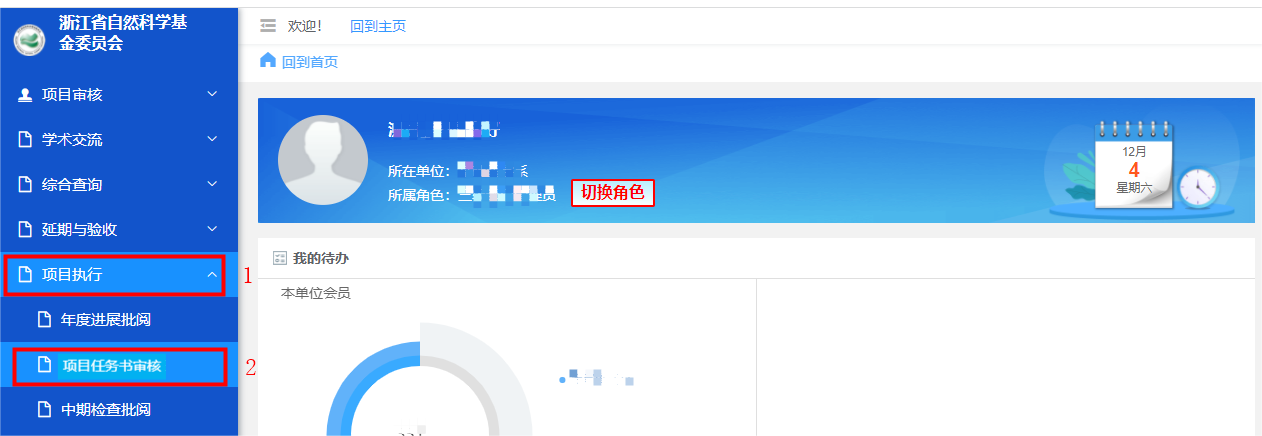 浙江省自然科学基
金委员会
欢迎！ 回到主页
回到首页
项目审核
学术交流
综合查询
延期与验收
项目执行
1
年度进展批阅
项目任务书审核
2
中期检查批阅
所在单位：
所属角色：
切换角色
12月
4
星期六
我的待办
本单位会员